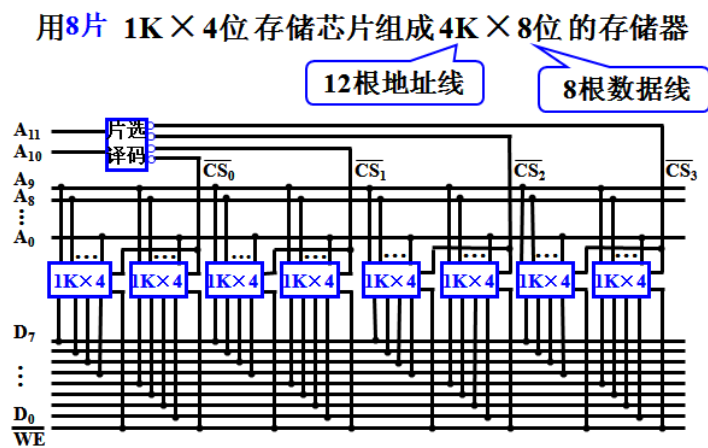 用8片 1K×4位 存储芯片组成 4K×8位 的存储器
12根地址线
8根数据线
A₁₁
片选
A₁₀
译码
CS₀
CS₁
CS₂
CS₃
A₉
A₈
⋮
A₀
… … … … … … … …
1K×4 1K×4 1K×4 1K×4 1K×4 1K×4 1K×4 1K×4
D₇
⋮
D₀
WE